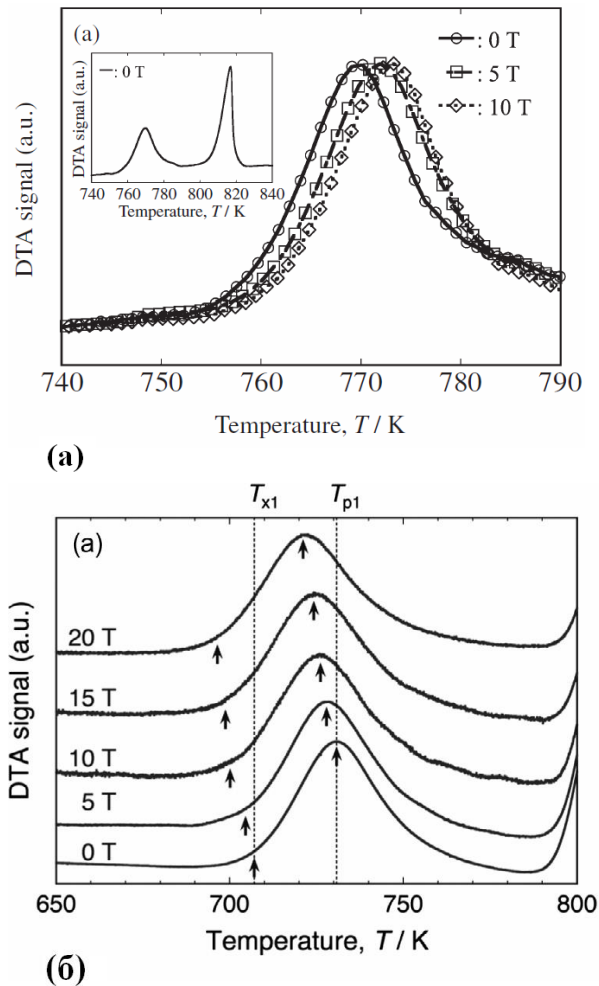 (a)
: 0 T
: 5 T
: 10 T
— : 0 T
DTA signal (a.u.)
740 760 780 800 820 840
Temperature, T / K
DTA signal (a.u.)
740 750 760 770 780 790
Temperature, T / K
(а)
Tx1 Tp1
(a)
20 T
15 T
10 T
5 T
0 T
DTA signal (a.u.)
650 700 750 800
Temperature, T / K
(б)